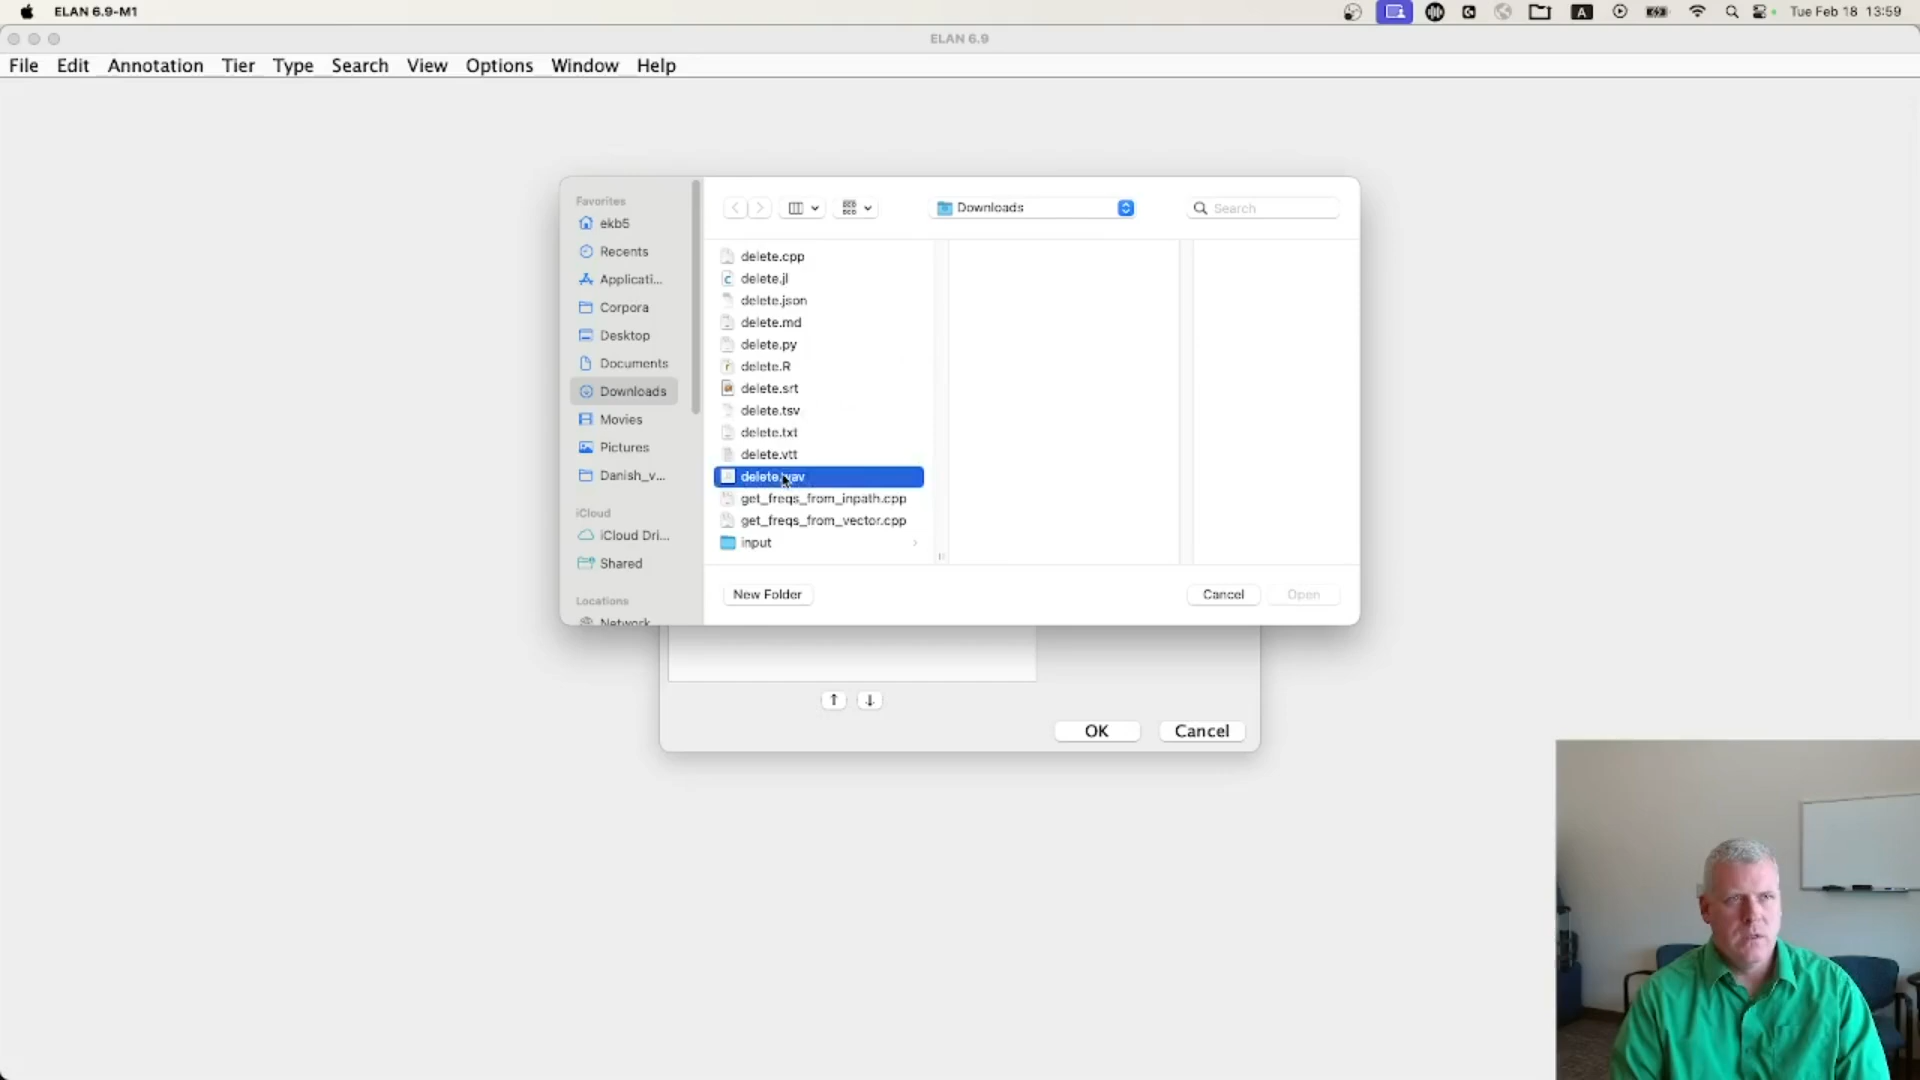 ELAN 6.9-M1
A
Tue Feb 18 13:59
ELAN 6.9
File Edit Annotation Tier Type Search View Options Window Help
Favorites
ekb5
Recents
Applicati...
Corpora
Desktop
Documents
Downloads
Movies
Pictures
Danish_v...
iCloud
iCloud Dri...
Shared
Locations
Network
Downloads
Search
delete.cpp
delete.jl
delete.json
delete.md
delete.py
delete.R
delete.srt
delete.tsv
delete.txt
delete.vtt
delete.wav
get_freqs_from_inpath.cpp
get_freqs_from_vector.cpp
input
New Folder
Cancel Open
OK Cancel